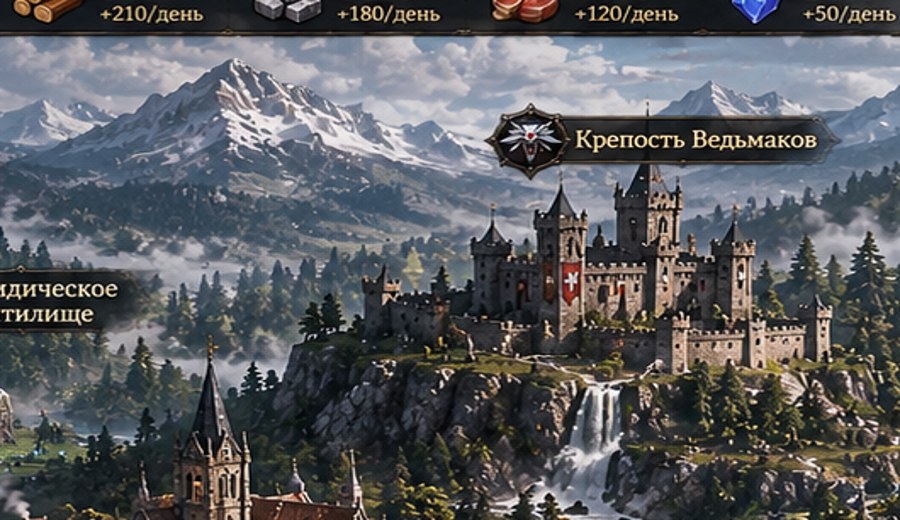 +210/день
+180/день
+120/день
+50/день
Крепость Ведьмаков
идическое
тилище